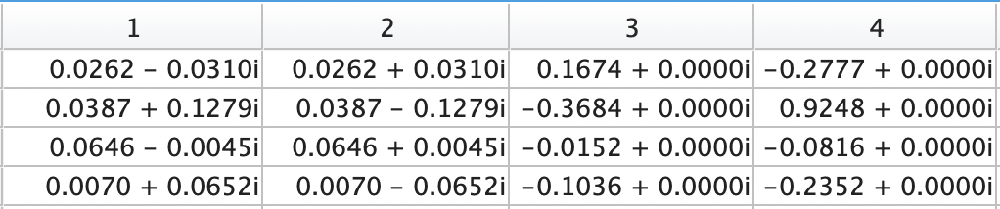 1 2 3 4
0.0262 - 0.0310i 0.0262 + 0.0310i 0.1674 + 0.0000i -0.2777 + 0.0000i
0.0387 + 0.1279i 0.0387 - 0.1279i -0.3684 + 0.0000i 0.9248 + 0.0000i
0.0646 - 0.0045i 0.0646 + 0.0045i -0.0152 + 0.0000i -0.0816 + 0.0000i
0.0070 + 0.0652i 0.0070 - 0.0652i -0.1036 + 0.0000i -0.2352 + 0.0000i